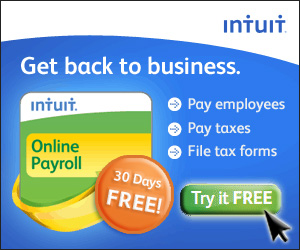 intuit.
Get back to business.
intuit.
Online
Payroll
Pay employees
Pay taxes
File tax forms
30 Days
FREE!
Try it FREE